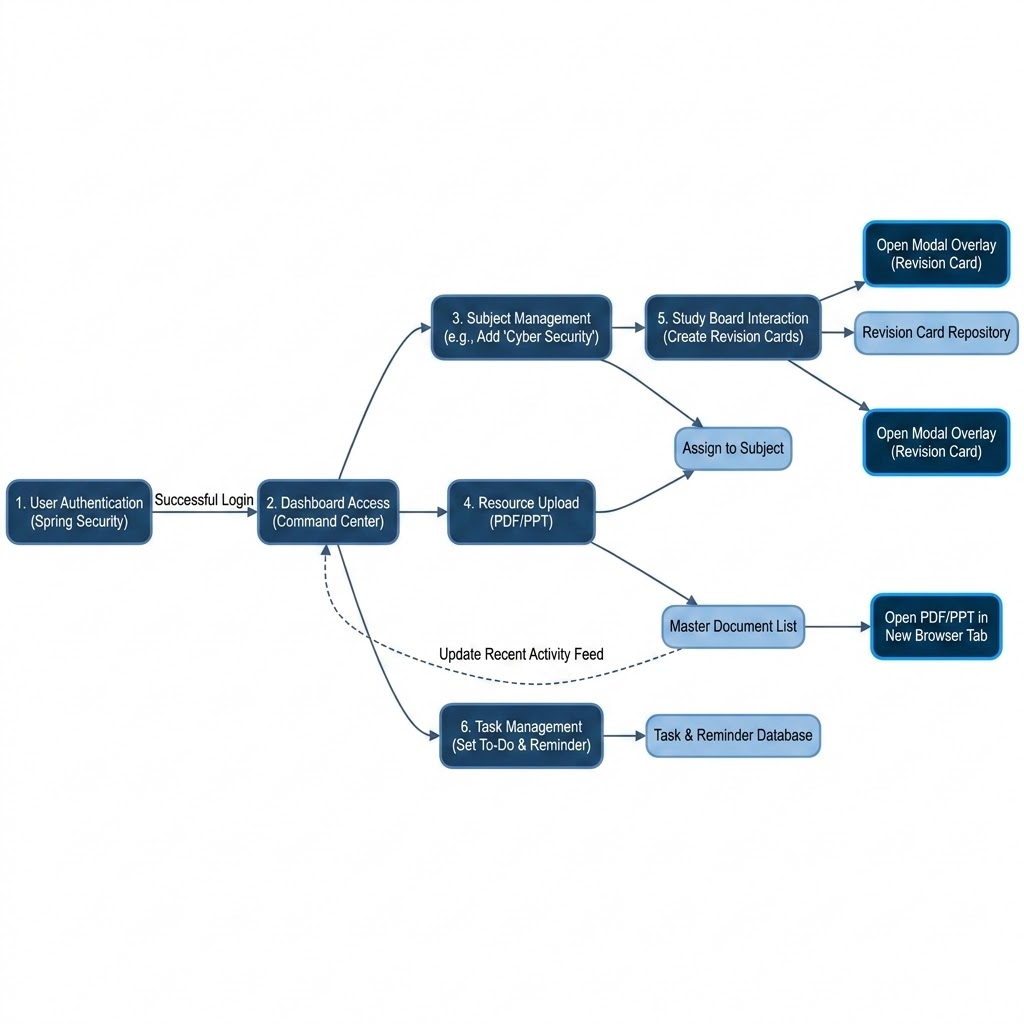 Open Modal Overlay
(Revision Card)
3. Subject Management
(e.g., Add 'Cyber Security')
5. Study Board Interaction
(Create Revision Cards)
Revision Card Repository
Open Modal Overlay
(Revision Card)
Assign to Subject
1. User Authentication
(Spring Security)
Successful Login
2. Dashboard Access
(Command Center)
4. Resource Upload
(PDF/PPT)
Master Document List
Open PDF/PPT in
New Browser Tab
Update Recent Activity Feed
6. Task Management
(Set To-Do & Reminder)
Task & Reminder Database